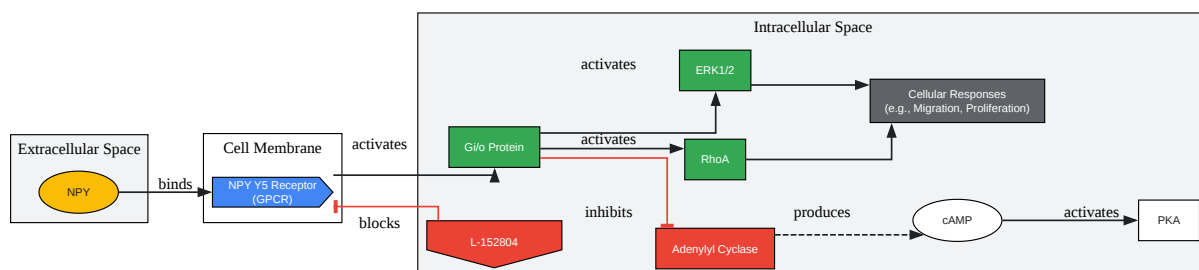 Intracellular Space
activates
ERK1/2
Cellular Responses
(e.g., Migration, Proliferation)
Extracellular Space
Cell Membrane
activates
Gi/o Protein
activates
RhoA
NPY
binds
NPY Y5 Receptor
(GPCR)
blocks
L-152804
inhibits
Adenylyl Cyclase
produces
cAMP
activates
PKA